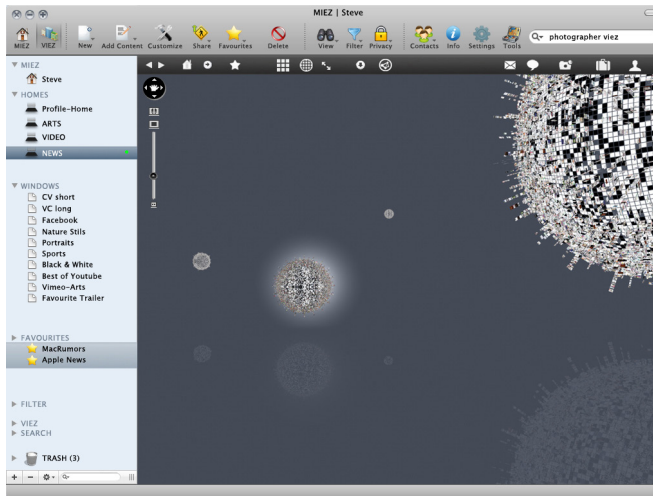 MIEZ | Steve
MIEZ VIEZ New Add Content Customize Share Favourites Delete View Filter Privacy Contacts Info Settings Tools
photographer viez
MIEZ
Steve
HOMES
Profile-Home
ARTS
VIDEO
NEWS
WINDOWS
CV short
VC long
Facebook
Nature Stils
Portraits
Sports
Black & White
Best of Youtube
Vimeo-Arts
Favourite Trailer
FAVOURITES
MacRumors
Apple News
FILTER
VIEZ
SEARCH
TRASH (3)